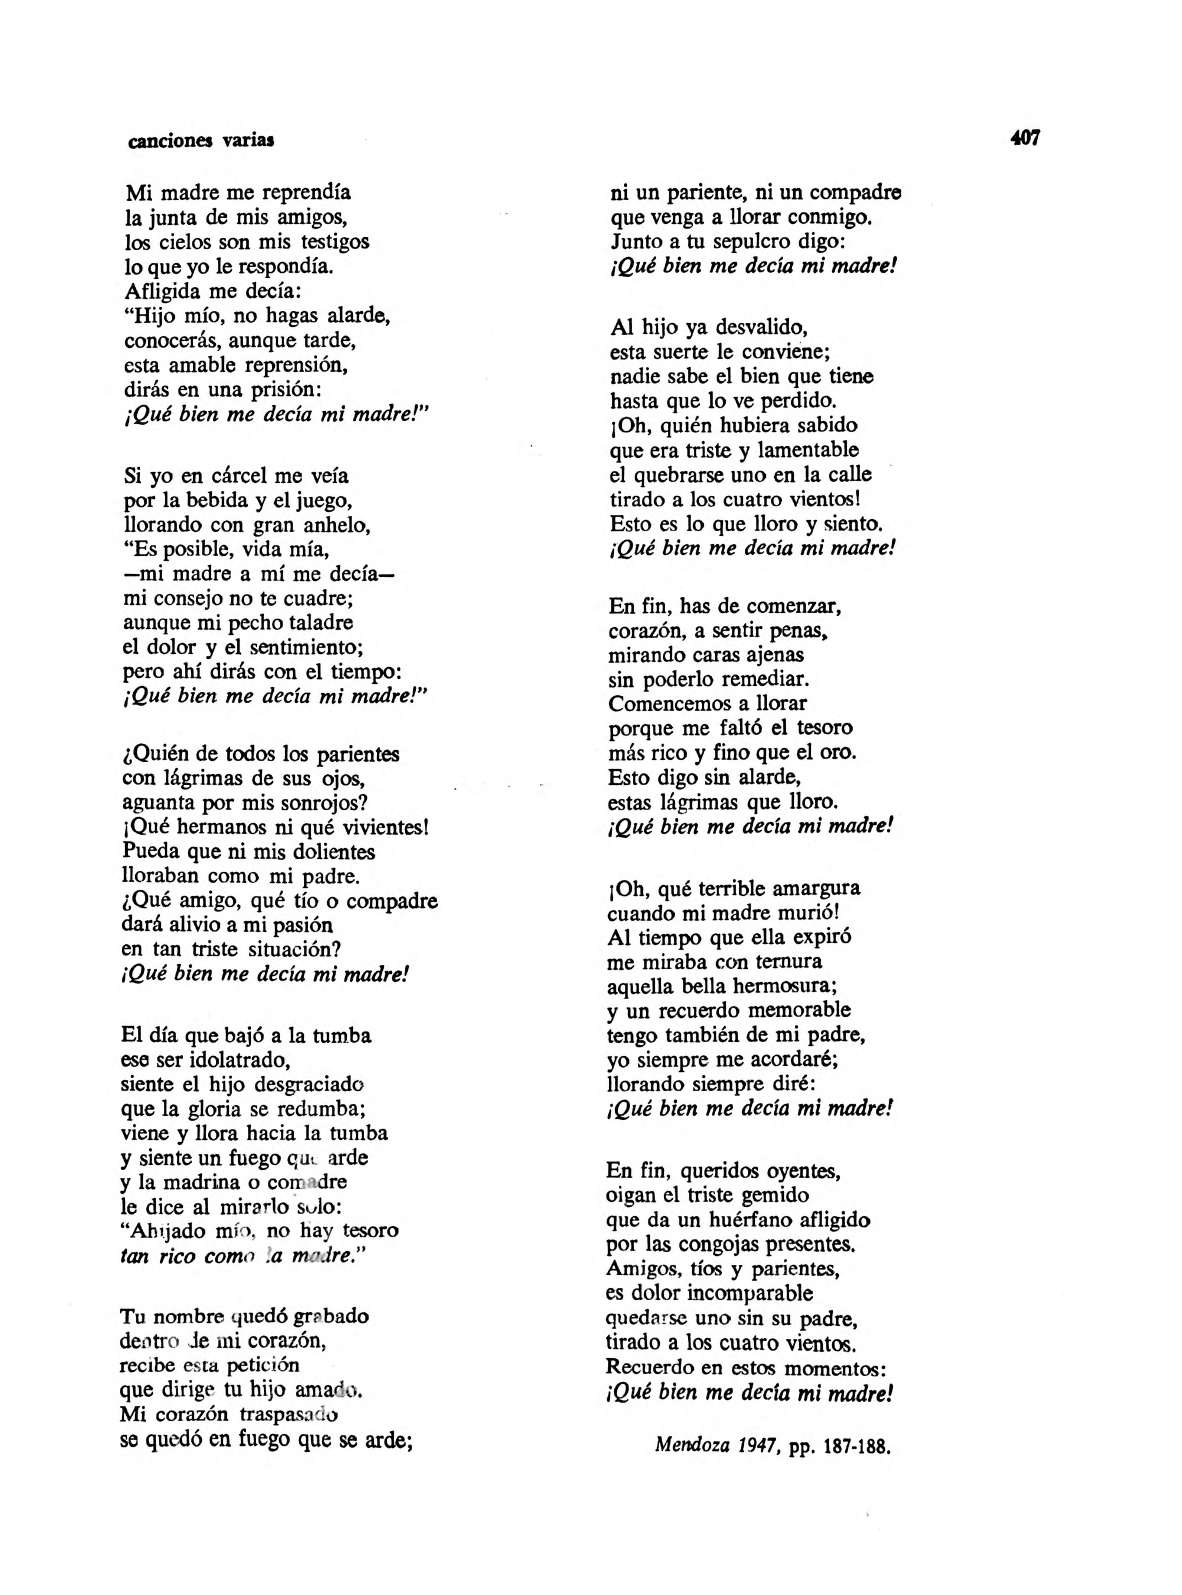 canciones varias
407
Mi madre me reprendía
la junta de mis amigos,
los cielos son mis testigos
lo que yo le respondía.
Afligida me decía:
“Hijo mío, no hagas alarde,
conocerás, aunque tarde,
esta amable reprensión,
dirás en una prisión:
¡Qué bien me decía mi madre!”
Si yo en cárcel me veía
por la bebida y el juego,
llorando con gran anhelo,
“Es posible, vida mía,
—mi madre a mí me decía—
mi consejo no te cuadre;
aunque mi pecho taladre
el dolor y el sentimiento;
pero ahí dirás con el tiempo:
¡Qué bien me decía mi madre!”
¿Quién de todos los parientes
con lágrimas de sus ojos,
aguanta por mis sonrojos?
¡Qué hermanos ni qué vivientes!
Pueda que ni mis dolientes
lloraban como mi padre.
¿Qué amigo, qué tío o compadre
dará alivio a mi pasión
en tan triste situación?
¡Qué bien me decía mi madre!
El día que bajó a la tumba
ese ser idolatrado,
siente el hijo desgraciado
que la gloria se redumba;
viene y llora hacia la tumba
y siente un fuego que arde
y la madrina o comadre
le dice al mirarlo solo:
“Ahijado mío, no hay tesoro
tan rico como la madre.”
Tu nombre quedó grabado
dentro de mi corazón,
recibe esta petición
que dirige tu hijo amado.
Mi corazón traspasado
se quedó en fuego que se arde;
ni un pariente, ni un compadre
que venga a llorar conmigo.
Junto a tu sepulcro digo:
¡Qué bien me decía mi madre!
Al hijo ya desvalido,
esta suerte le conviene;
nadie sabe el bien que tiene
hasta que lo ve perdido.
¡Oh, quién hubiera sabido
que era triste y lamentable
el quebrarse uno en la calle
tirado a los cuatro vientos!
Esto es lo que lloro y siento.
¡Qué bien me decía mi madre!
En fin, has de comenzar,
corazón, a sentir penas,
mirando caras ajenas
sin poderlo remediar.
Comencemos a llorar
porque me faltó el tesoro
más rico y fino que el oro.
Esto digo sin alarde,
estas lágrimas que lloro.
¡Qué bien me decía mi madre!
¡Oh, qué terrible amargura
cuando mi madre murió!
Al tiempo que ella expiró
me miraba con ternura
aquella bella hermosura;
y un recuerdo memorable
tengo también de mi padre,
yo siempre me acordaré;
llorando siempre diré:
¡Qué bien me decía mi madre!
En fin, queridos oyentes,
oigan el triste gemido
que da un huérfano afligido
por las congojas presentes.
Amigos, tíos y parientes,
es dolor incomparable
quedarse uno sin su padre,
tirado a los cuatro vientos.
Recuerdo en estos momentos:
¡Qué bien me decía mi madre!
Mendoza 1947, pp. 187-188.